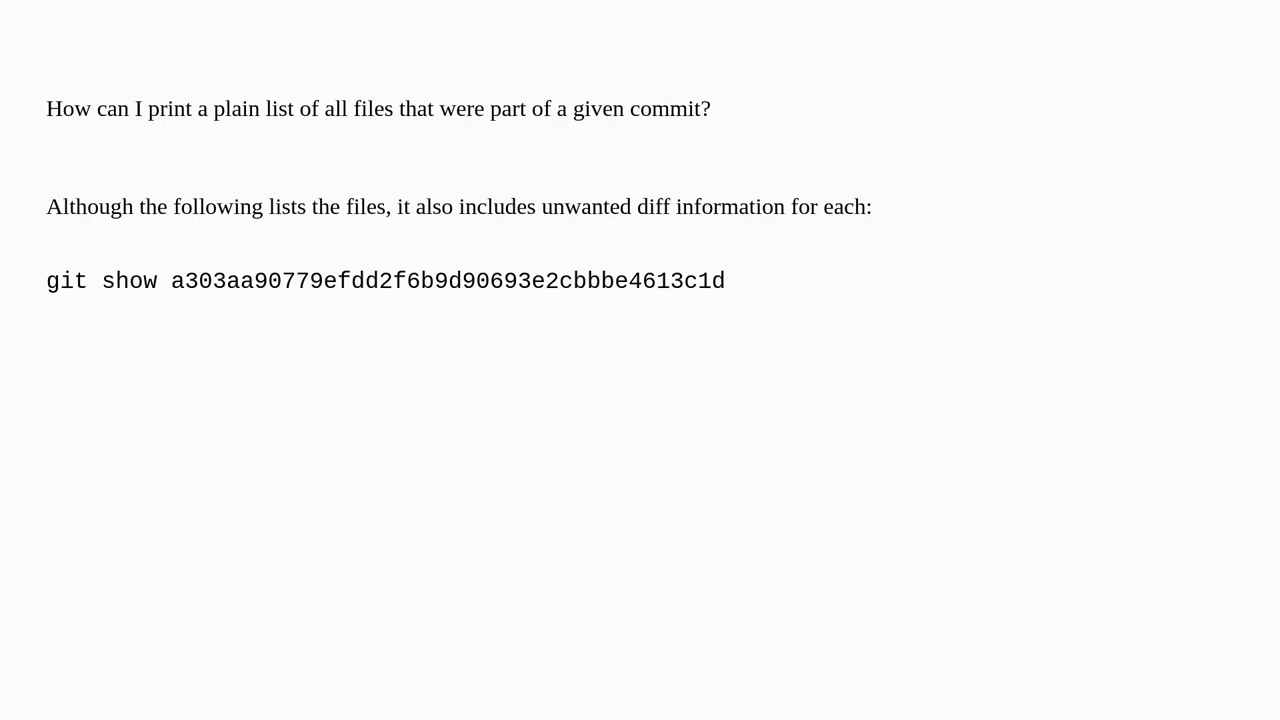 How can I print a plain list of all files that were part of a given commit?
Although the following lists the files, it also includes unwanted diff information for each:
git show a303aa90779efdd2f6b9d90693e2cbbbe4613c1d